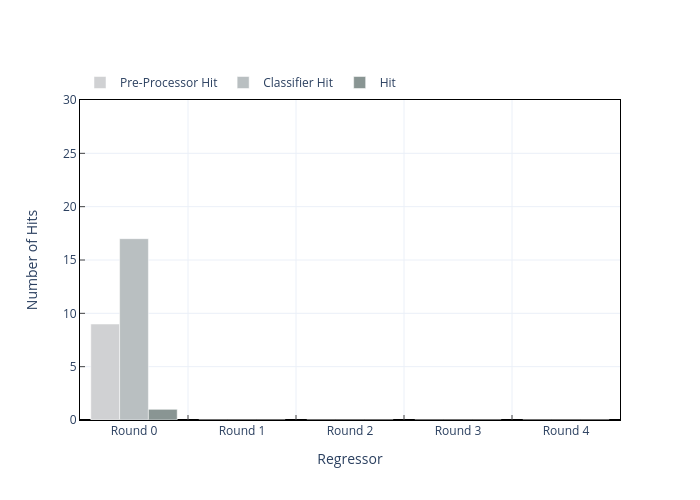 Pre-Processor Hit Classifier Hit Hit
30
25
20
15
10
5
0
Number of Hits
Round 0 Round 1 Round 2 Round 3 Round 4
Regressor